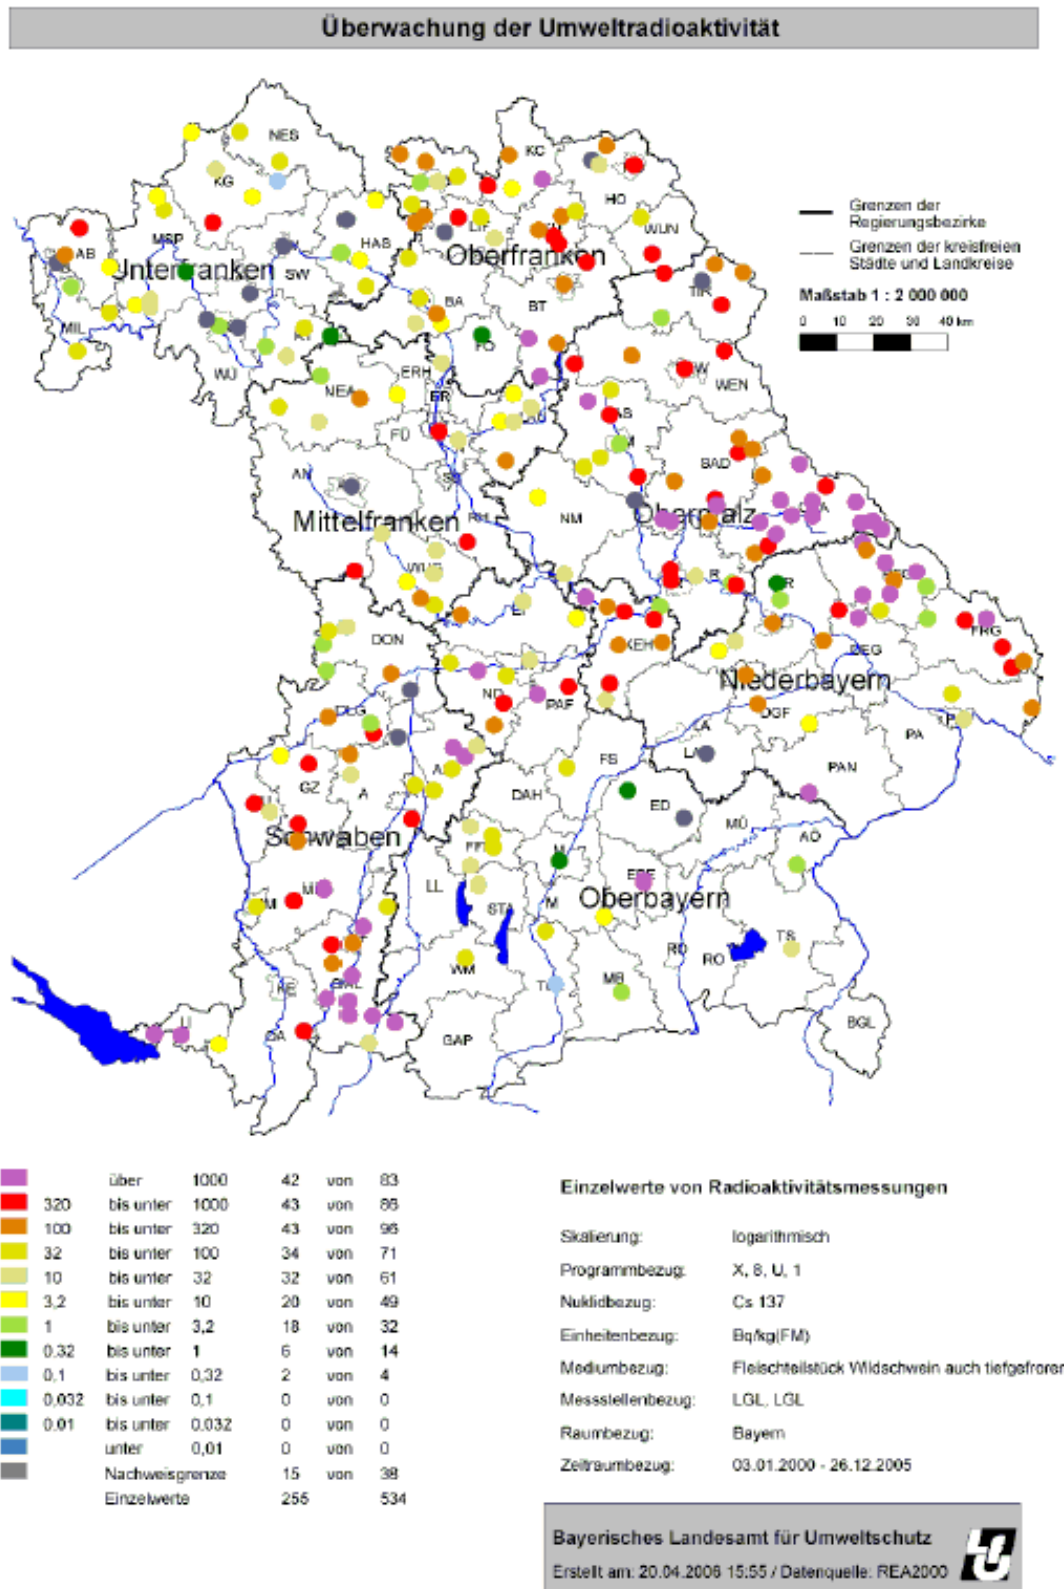 Überwachung der Umweltradioaktivität
NES
KC
KG
HO
MSP
HAB
WUN
AB
Unterfranken
SW
Oberfranken
BA
BT
TIR
MIL
WÜ
FO
ERH
NEA
ER
WEN
FÜ
AS
SAD
AN
Mittelfranken
NM
Oberpfalz
RH
EI
DON
KEH
REG
FRG
ND
PAF
Niederbayern
DGF
PA
DLG
LA
PAN
GZ
A
A
DAH
FS
ED
MÜ
AÖ
Schwaben
FFB
M
EBE
LL
STA
M
Oberbayern
RO
RO
TS
WM
MB
OAL
KE
LI
OA
GAP
BGL
Grenzen der
Regierungsbezirke
Grenzen der kreisfreien
Städte und Landkreise
Maßstab 1 : 2 000 000
0 10 20 30 40 km
über 1000 42 von 83
320 bis unter 1000 43 von 86
100 bis unter 320 43 von 96
32 bis unter 100 34 von 71
10 bis unter 32 32 von 61
3,2 bis unter 10 20 von 49
1 bis unter 3,2 18 von 32
0,32 bis unter 1 6 von 14
0,1 bis unter 0,32 2 von 4
0,032 bis unter 0,1 0 von 0
0,01 bis unter 0,032 0 von 0
unter 0,01 0 von 0
Nachweisgrenze 15 von 38
Einzelwerte 255 534
Einzelwerte von Radioaktivitätsmessungen
Skalierung: logarithmisch
Programmbezug: X, 8, U, 1
Nuklidbezug: Cs 137
Einheitenbezug: Bq/kg(FM)
Mediumbezug: Fleischteilstück Wildschwein auch tiefgefroren
Messstellenbezug: LGL, LGL
Raumbezug: Bayern
Zeitraumbezug: 03.01.2000 - 26.12.2005
Bayerisches Landesamt für Umweltschutz
Erstellt am: 20.04.2006 15:55 / Datenquelle: REA2000